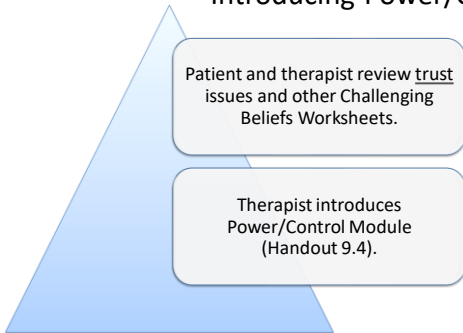 Introducing Power/C
Patient and therapist review trust
issues and other Challenging
Beliefs Worksheets.
Therapist introduces
Power/Control Module
(Handout 9.4).